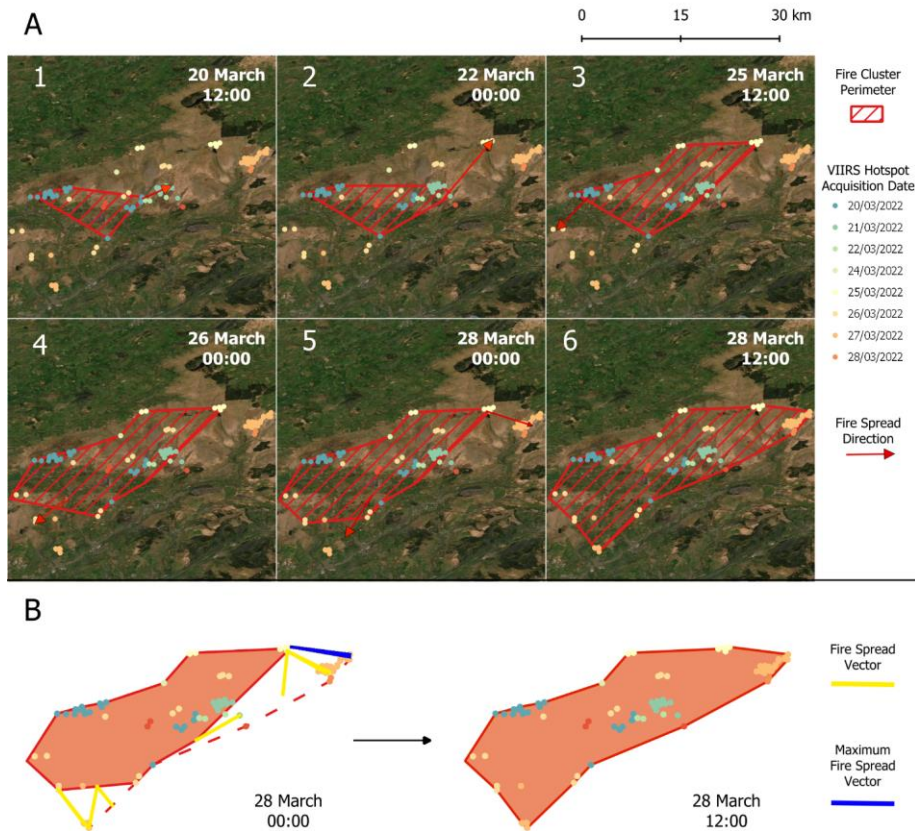 A
0 15 30 km
1
20 March
12:00
2
22 March
00:00
3
25 March
12:00
4
26 March
00:00
5
28 March
00:00
6
28 March
12:00
Fire Cluster
Perimeter
VIIRS Hotspot
Acquisition Date
20/03/2022
21/03/2022
22/03/2022
24/03/2022
25/03/2022
26/03/2022
27/03/2022
28/03/2022
Fire Spread
Direction
B
28 March
00:00
28 March
12:00
Fire Spread
Vector
Maximum
Fire Spread
Vector